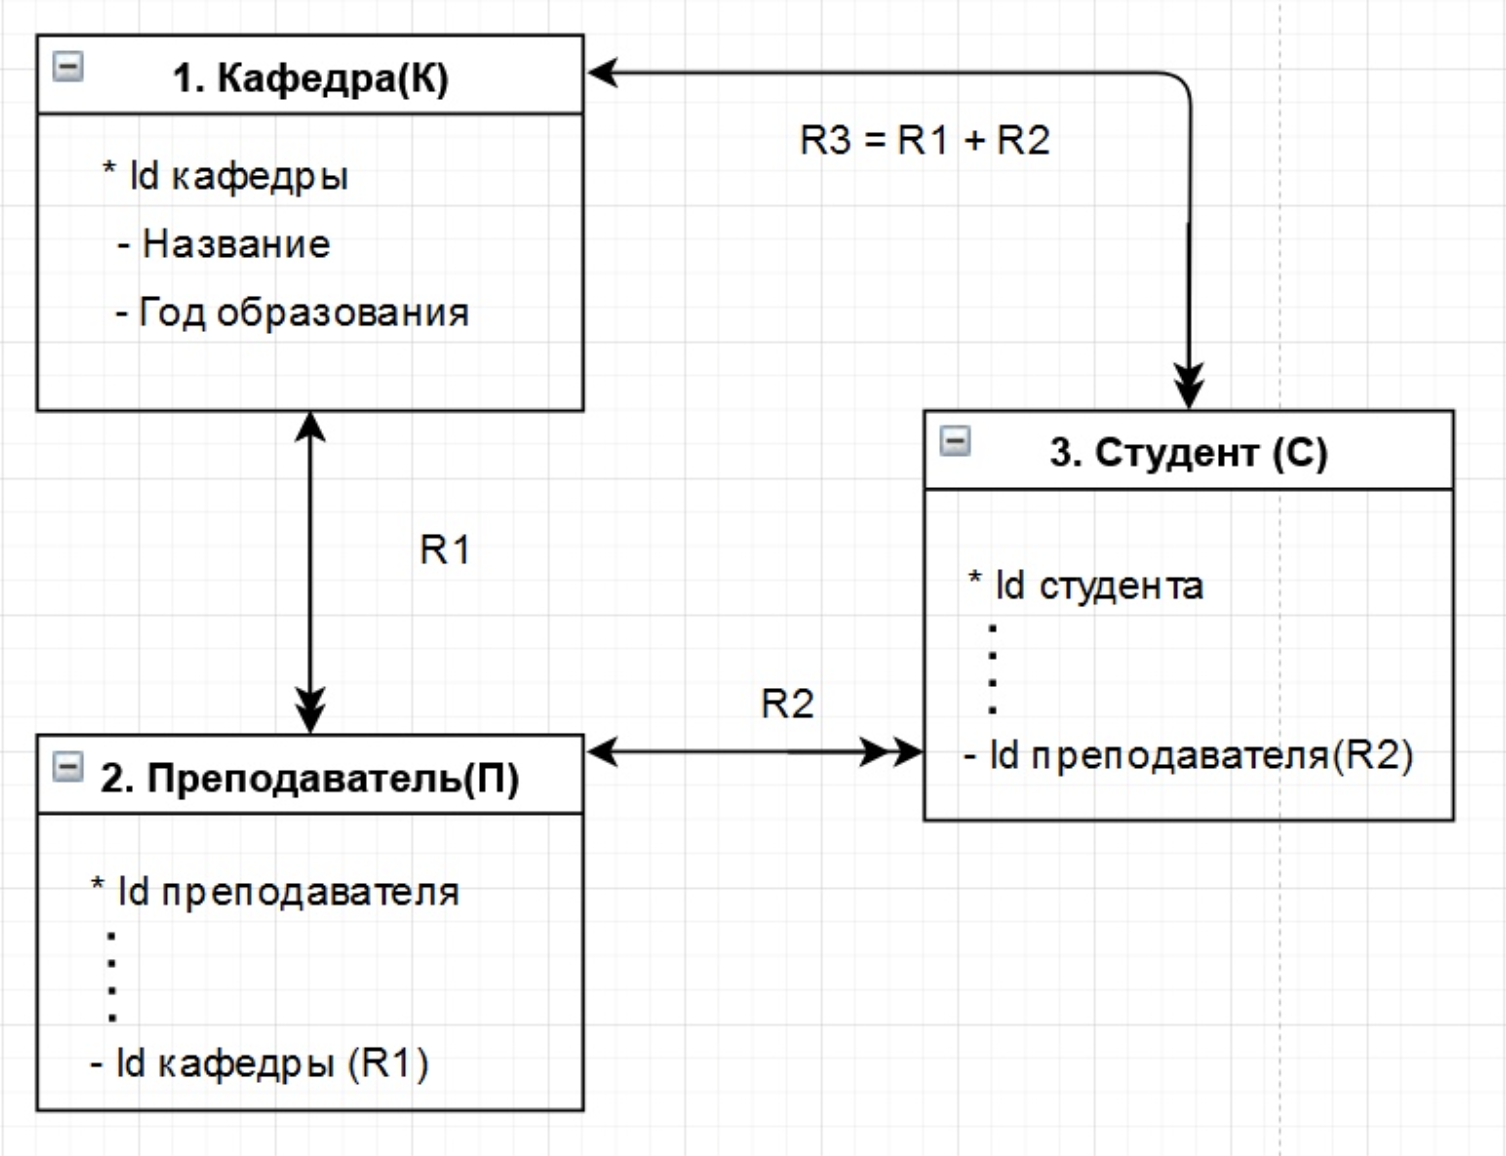 1. Кафедра(К)
* Id кафедры
- Название
- Год образования
R3 = R1 + R2
R1
3. Студент (С)
* Id студента
- Id преподавателя(R2)
R2
2. Преподаватель(П)
* Id преподавателя
- Id кафедры (R1)